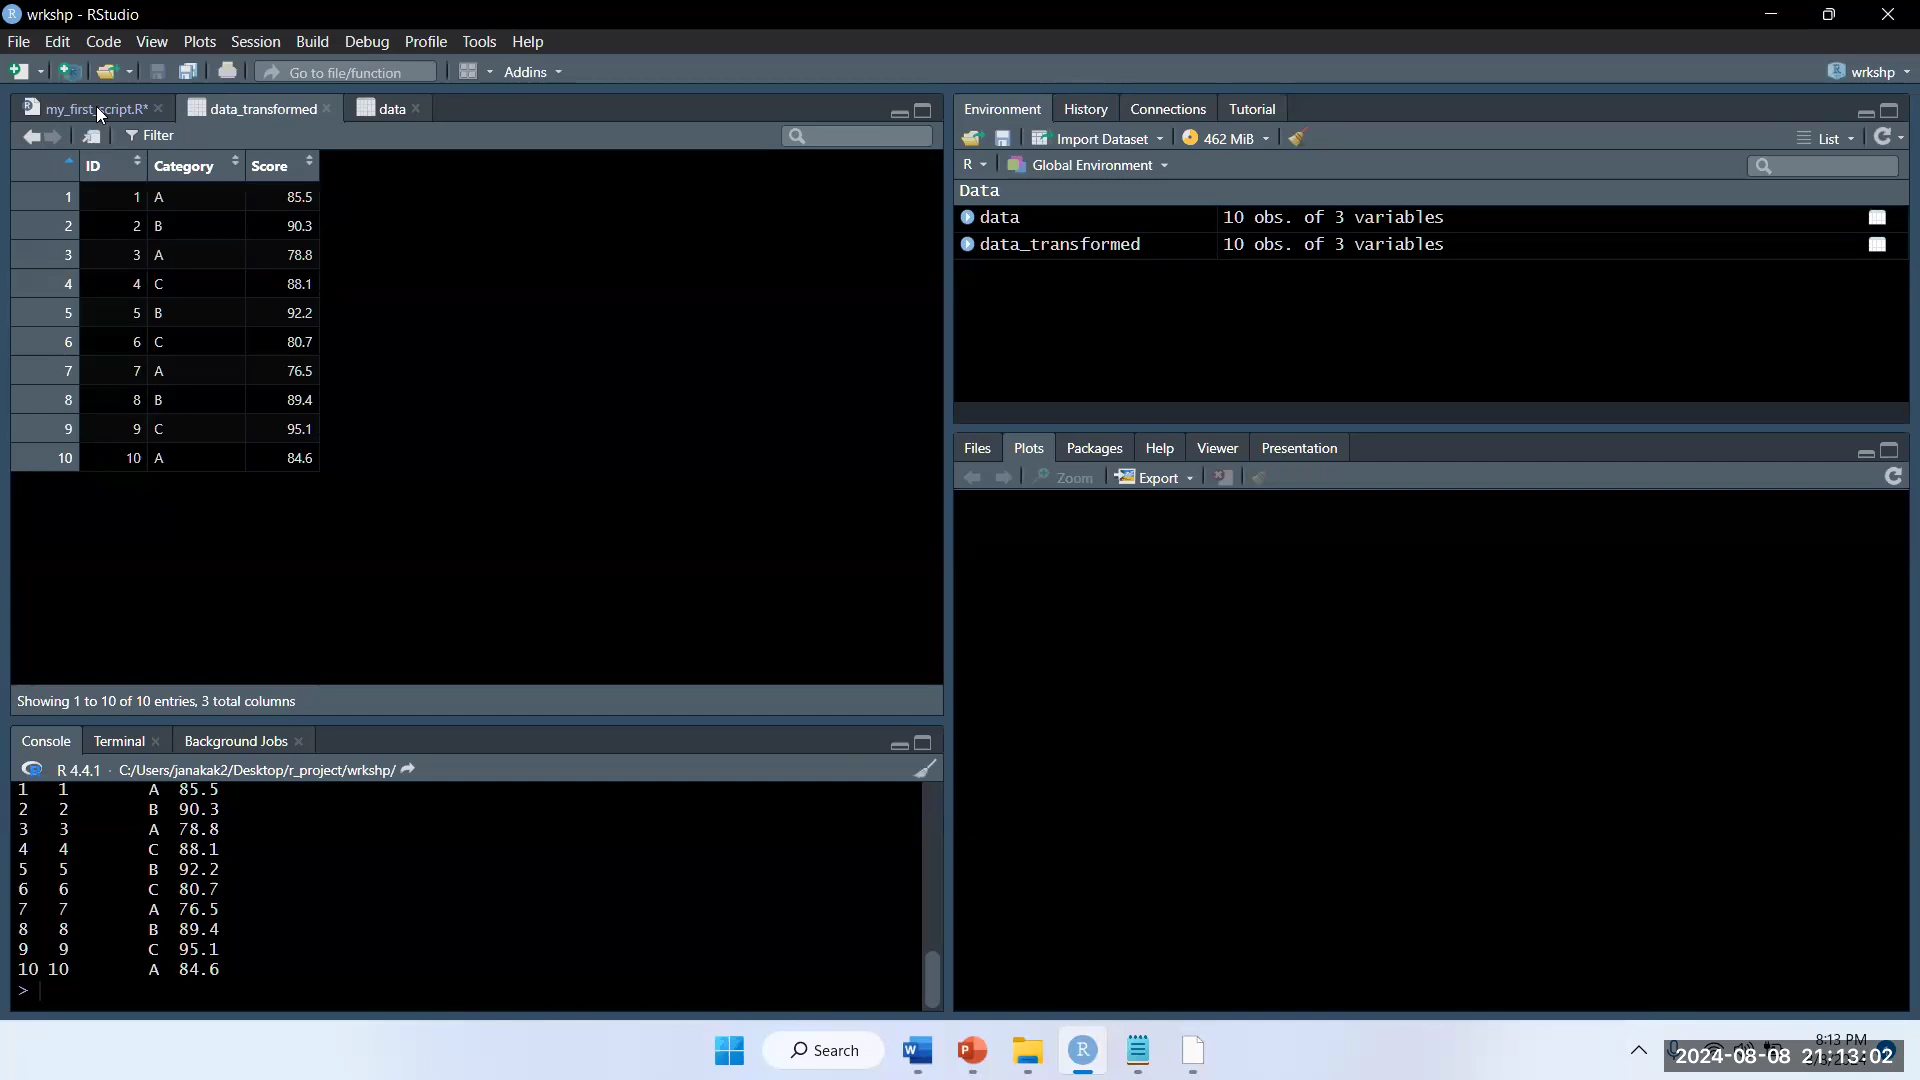 wrkshp - RStudio
File Edit Code View Plots Session Build Debug Profile Tools Help
Go to file/function Addins wrkshp
my_first_script.R* data_transformed data
Filter
ID Category Score
1 1 A 85.5
2 2 B 90.3
3 3 A 78.8
4 4 C 88.1
5 5 B 92.2
6 6 C 80.7
7 7 A 76.5
8 8 B 89.4
9 9 C 95.1
10 10 A 84.6
Showing 1 to 10 of 10 entries, 3 total columns
Console Terminal Background Jobs
R 4.4.1 · C:/Users/janakak2/Desktop/r_project/wrkshp/
1 1 A 85.5
2 2 B 90.3
3 3 A 78.8
4 4 C 88.1
5 5 B 92.2
6 6 C 80.7
7 7 A 76.5
8 8 B 89.4
9 9 C 95.1
10 10 A 84.6
>
Environment History Connections Tutorial
Import Dataset 462 MiB List
R Global Environment
Data
data 10 obs. of 3 variables
data_transformed 10 obs. of 3 variables
Files Plots Packages Help Viewer Presentation
Zoom Export
Search
8:13 PM
2024-08-08 21:13:02